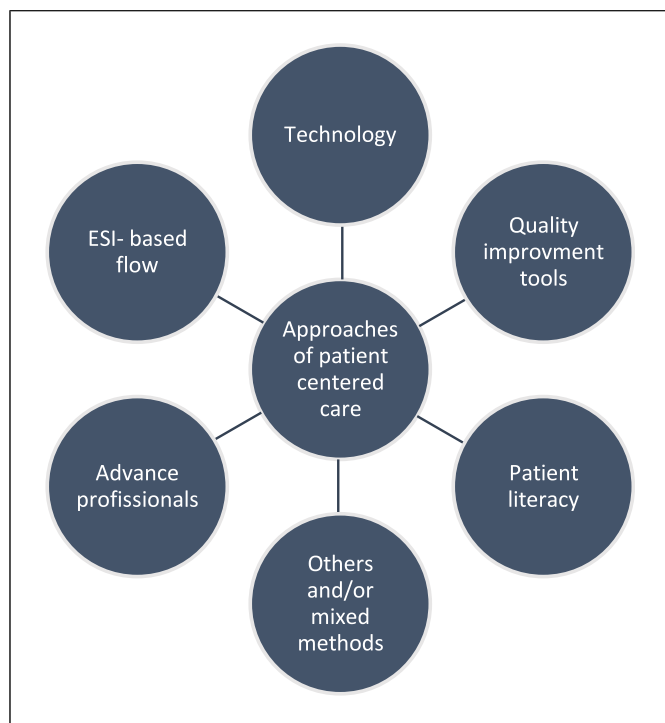 Technology
ESI- based
flow
Quality
improvment
tools
Approaches
of patient
centered
care
Advance
profissionals
Patient
literacy
Others
and/or
mixed
methods